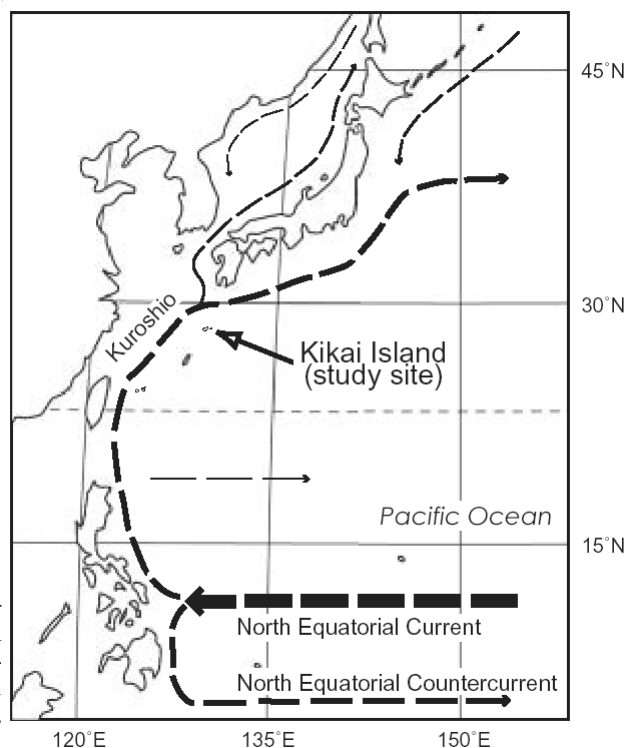 45˚N
Kuroshio
30˚N
Kikai Island
(study site)
Pacific Ocean
15˚N
North Equatorial Current
North Equatorial Countercurrent
120˚E
135˚E
150˚E